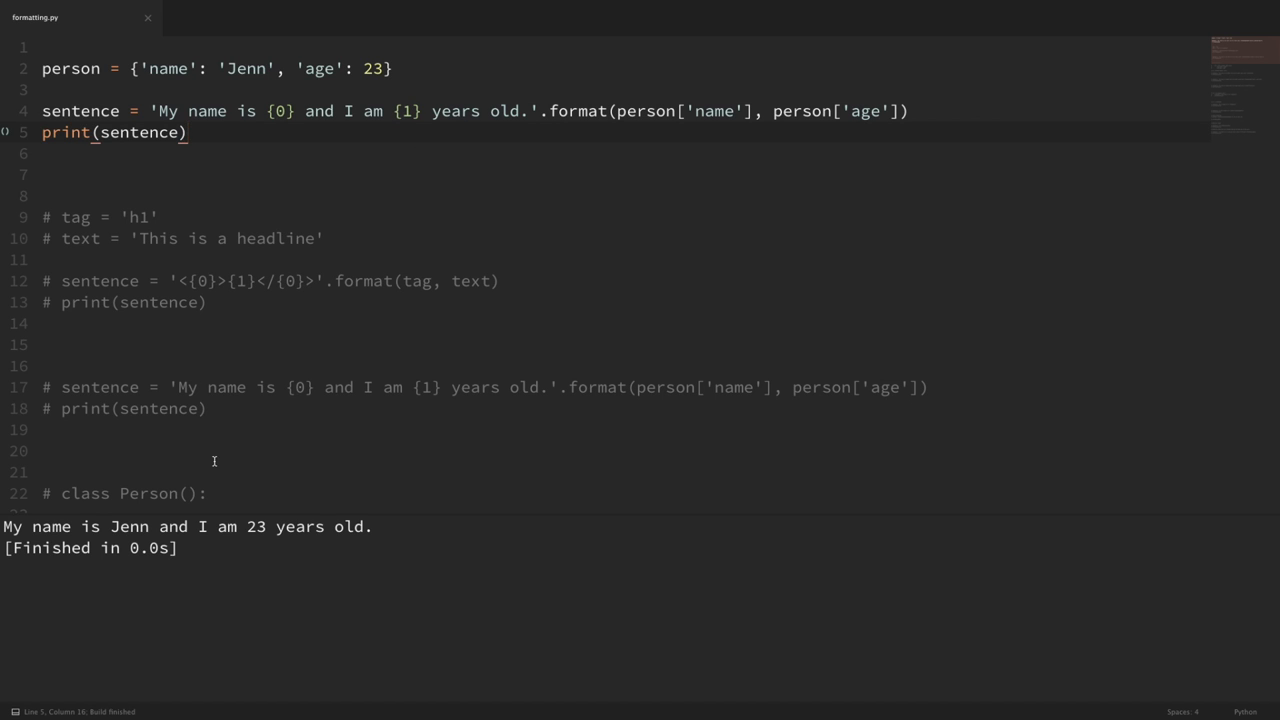 formatting.py ×
1
2 person = {'name': 'Jenn', 'age': 23}
3
4 sentence = 'My name is {0} and I am {1} years old.'.format(person['name'], person['age'])
() 5 print(sentence)
6
7
8
9 # tag = 'h1'
10 # text = 'This is a headline'
11
12 # sentence = '<{0}>{1}</{0}>'.format(tag, text)
13 # print(sentence)
14
15
16
17 # sentence = 'My name is {0} and I am {1} years old.'.format(person['name'], person['age'])
18 # print(sentence)
19
20
21
22 # class Person():
My name is Jenn and I am 23 years old.
[Finished in 0.0s]
Line 5, Column 16; Build finished Spaces: 4 Python